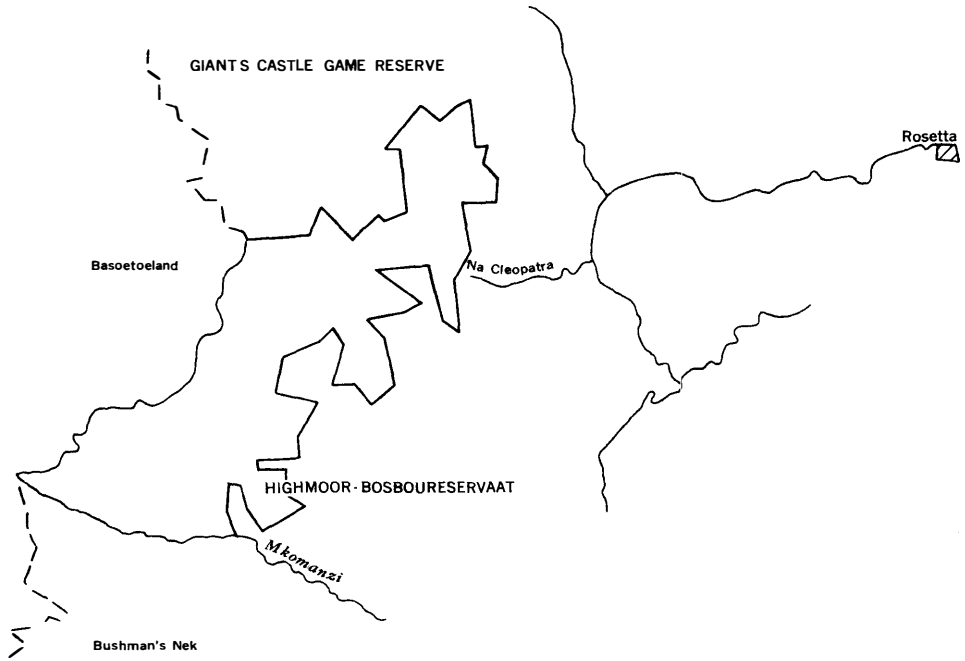 GIANTS CASTLE GAME RESERVE
Rosetta
Basoetoeland
Na Cleopatra
HIGHMOOR-BOSBOURESERVAAT
Mkomanzi
Bushman's Nek